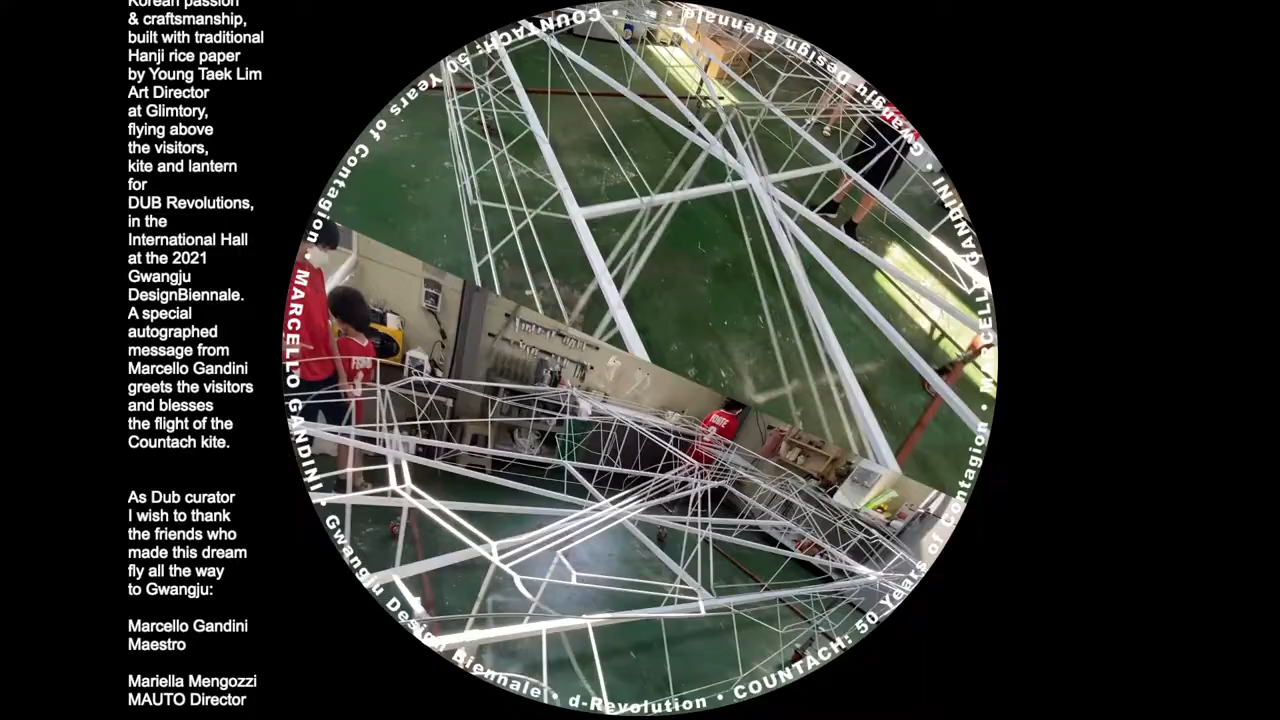 Korean passion
& craftsmanship,
built with traditional
Hanji rice paper
by Young Taek Lim
Art Director
at Glimtory,
flying above
the visitors,
kite and lantern
for
DUB Revolutions,
in the
International Hall
at the 2021
Gwangju
DesignBiennale.
A special
autographed
message from
Marcello Gandini
greets the visitors
and blesses
the flight of the
Countach kite.
As Dub curator
I wish to thank
the friends who
made this dream
fly all the way
to Gwangju:
Marcello Gandini
Maestro
Mariella Mengozzi
MAUTO Director
COUNTACH: 50 Years of Contagion • MARCELLO GANDINI • Gwangju Design Biennale •
d-Revolution • COUNTACH: 50 Years of Contagion • MARCELLO GANDINI • Gwangju Design Biennale •